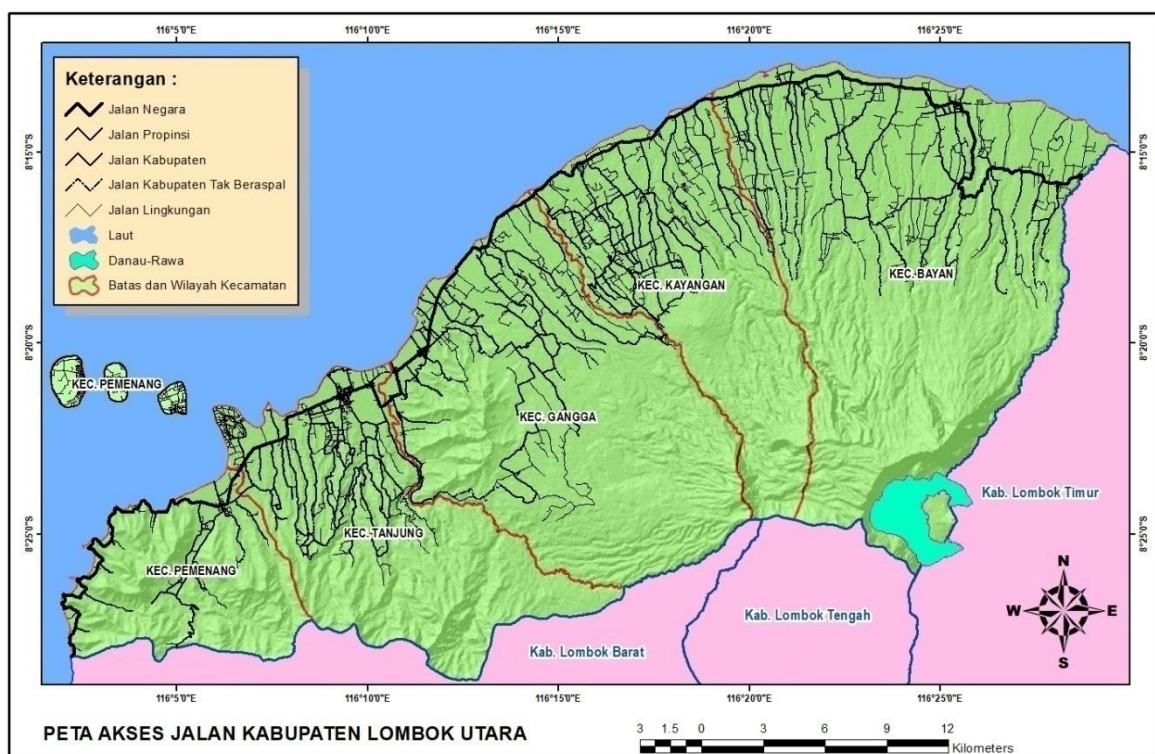 116°5'0"E 116°10'0"E 116°15'0"E 116°20'0"E 116°25'0"E
Keterangan :
Jalan Negara
Jalan Propinsi
Jalan Kabupaten
Jalan Kabupaten Tak Beraspal
Jalan Lingkungan
Laut
Danau-Rawa
Batas dan Wilayah Kecamatan
8°15'0"S 8°15'0"S
KEC. BAYAN
KEC. KAYANGAN
8°20'0"S 8°20'0"S
KEC. PEMENANG
KEC. GANGGA
Kab. Lombok Timur
8°25'0"S 8°25'0"S
KEC. TANJUNG
KEC. PEMENANG
N
W E
S
Kab. Lombok Tengah
Kab. Lombok Barat
116°5'0"E 116°10'0"E 116°15'0"E 116°20'0"E 116°25'0"E
PETA AKSES JALAN KABUPATEN LOMBOK UTARA
3 1.5 0 3 6 9 12
Kilometers